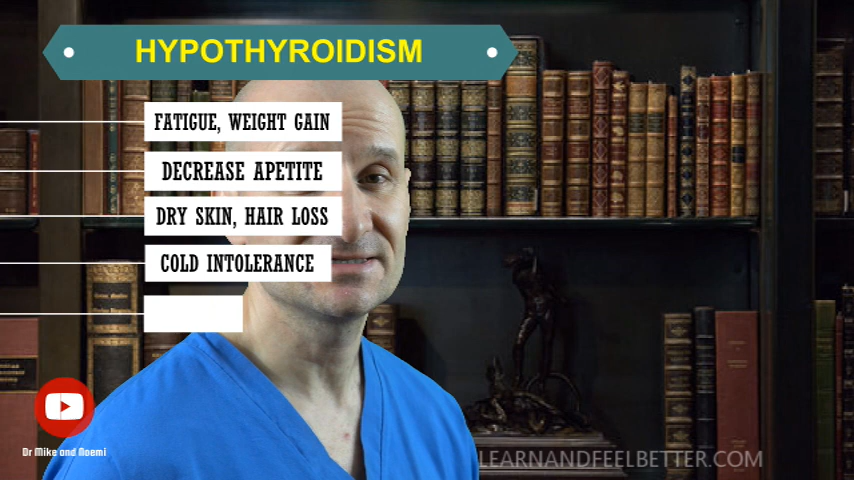 HYPOTHYROIDISM
FATIGUE, WEIGHT GAIN
DECREASE APETITE
DRY SKIN, HAIR LOSS
COLD INTOLERANCE
Dr Mike and Noemi
LEARNANDFEELBETTER.COM